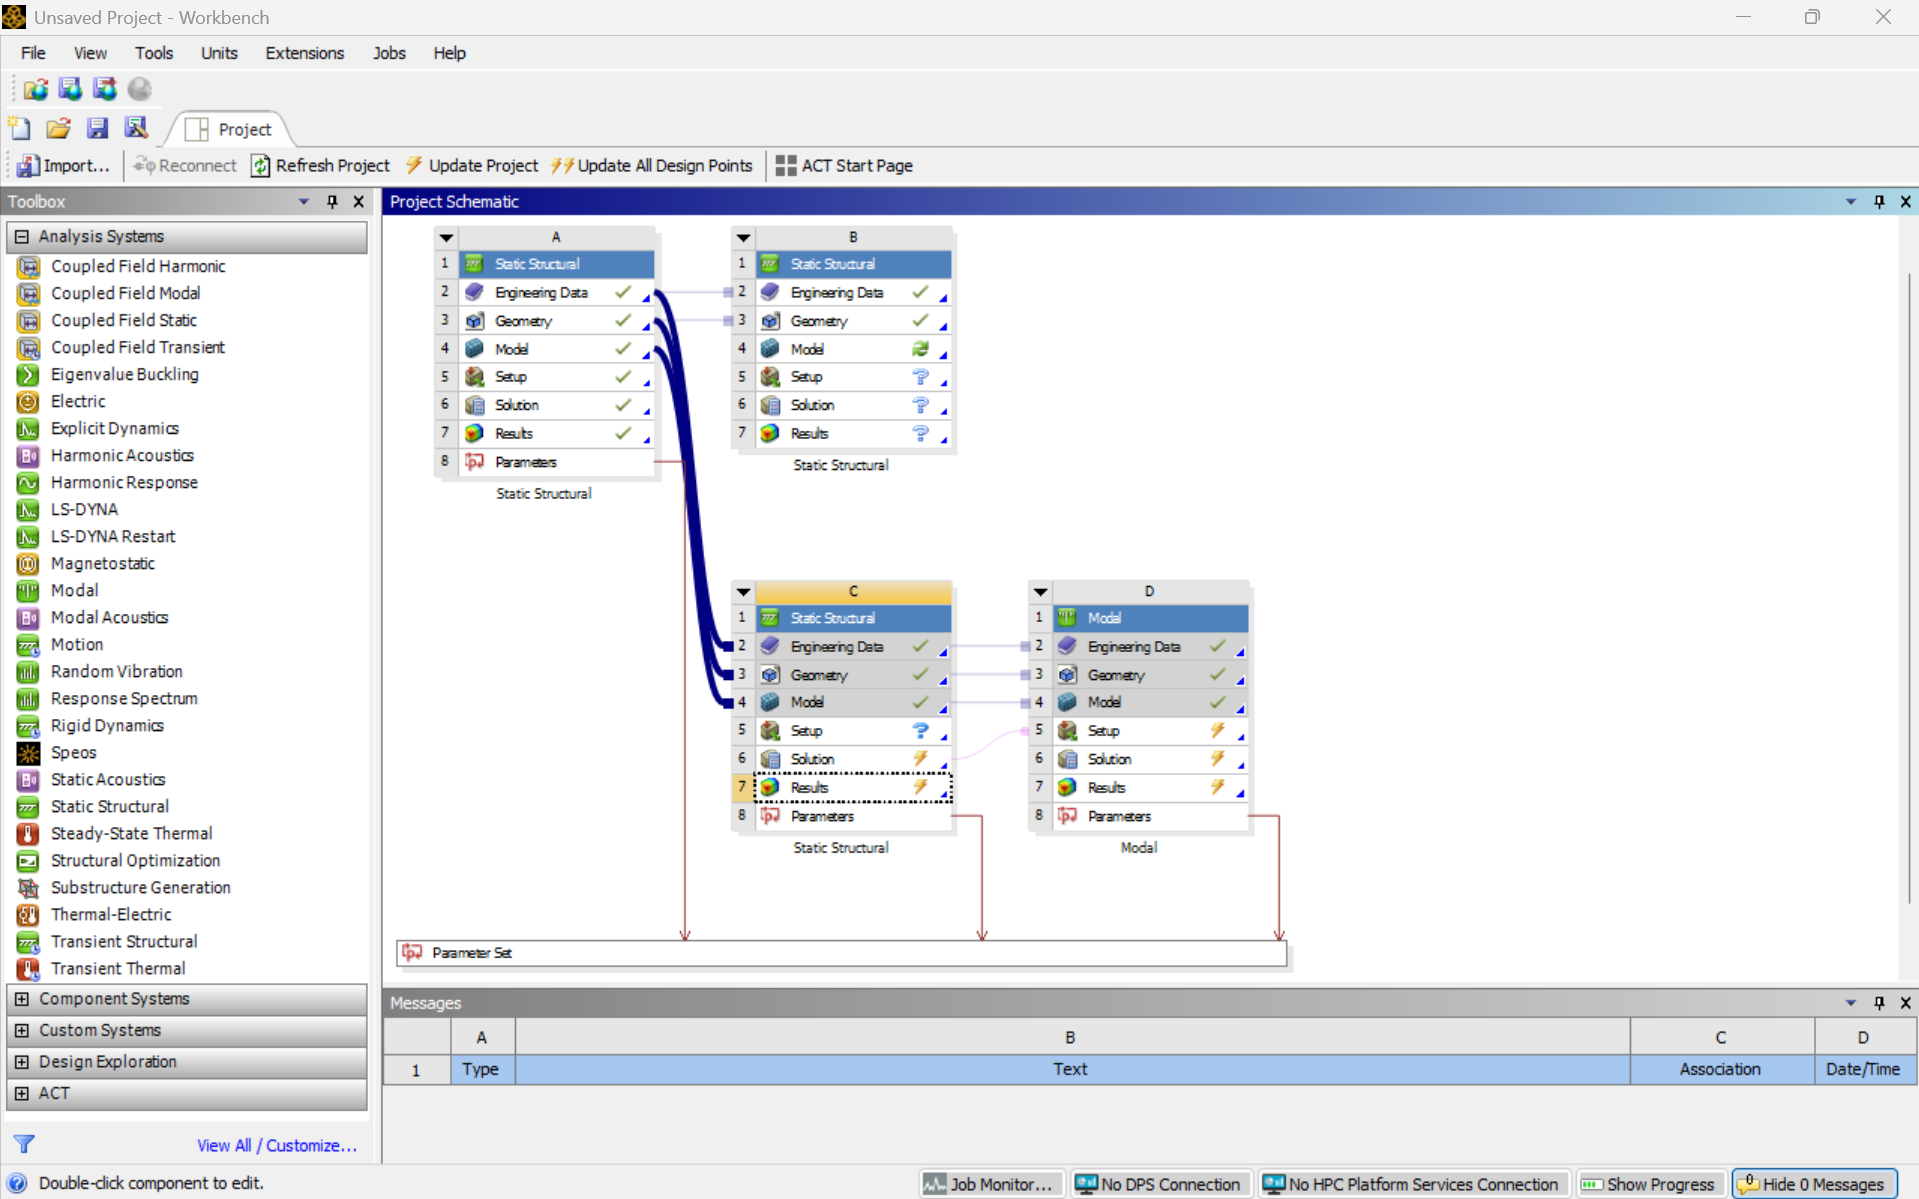 Unsaved Project - Workbench
File View Tools Units Extensions Jobs Help
Project
Import... Reconnect Refresh Project Update Project Update All Design Points ACT Start Page
Toolbox
Analysis Systems
Coupled Field Harmonic
Coupled Field Modal
Coupled Field Static
Coupled Field Transient
Eigenvalue Buckling
Electric
Explicit Dynamics
Harmonic Acoustics
Harmonic Response
LS-DYNA
LS-DYNA Restart
Magnetostatic
Modal
Modal Acoustics
Motion
Random Vibration
Response Spectrum
Rigid Dynamics
Speos
Static Acoustics
Static Structural
Steady-State Thermal
Structural Optimization
Substructure Generation
Thermal-Electric
Transient Structural
Transient Thermal
Component Systems
Custom Systems
Design Exploration
ACT
View All / Customize...
Project Schematic
A
1 Static Structural
2 Engineering Data
3 Geometry
4 Model
5 Setup
6 Solution
7 Results
8 Parameters
Static Structural
B
1 Static Structural
2 Engineering Data
3 Geometry
4 Model
5 Setup
6 Solution
7 Results
Static Structural
C
1 Static Structural
2 Engineering Data
3 Geometry
4 Model
5 Setup
6 Solution
7 Results
8 Parameters
Static Structural
D
1 Modal
2 Engineering Data
3 Geometry
4 Model
5 Setup
6 Solution
7 Results
8 Parameters
Modal
Parameter Set
Messages
A B C D
1 Type Text Association Date/Time
Double-click component to edit.
Job Monitor... No DPS Connection No HPC Platform Services Connection Show Progress 0 Hide 0 Messages